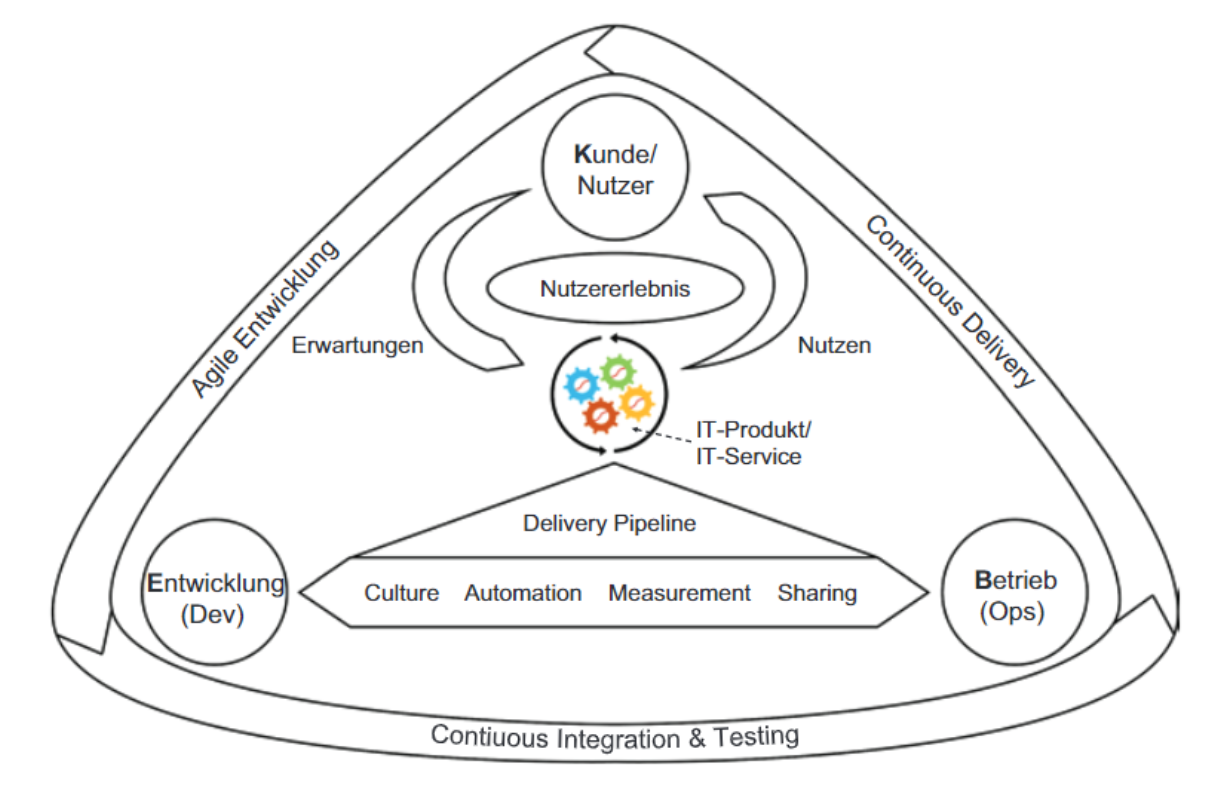 Kunde/
Nutzer
Agile Entwicklung
Continuous Delivery
Nutzererlebnis
Erwartungen
Nutzen
IT-Produkt/
IT-Service
Delivery Pipeline
Entwicklung
(Dev)
Culture Automation Measurement Sharing
Betrieb
(Ops)
Contiuous Integration & Testing